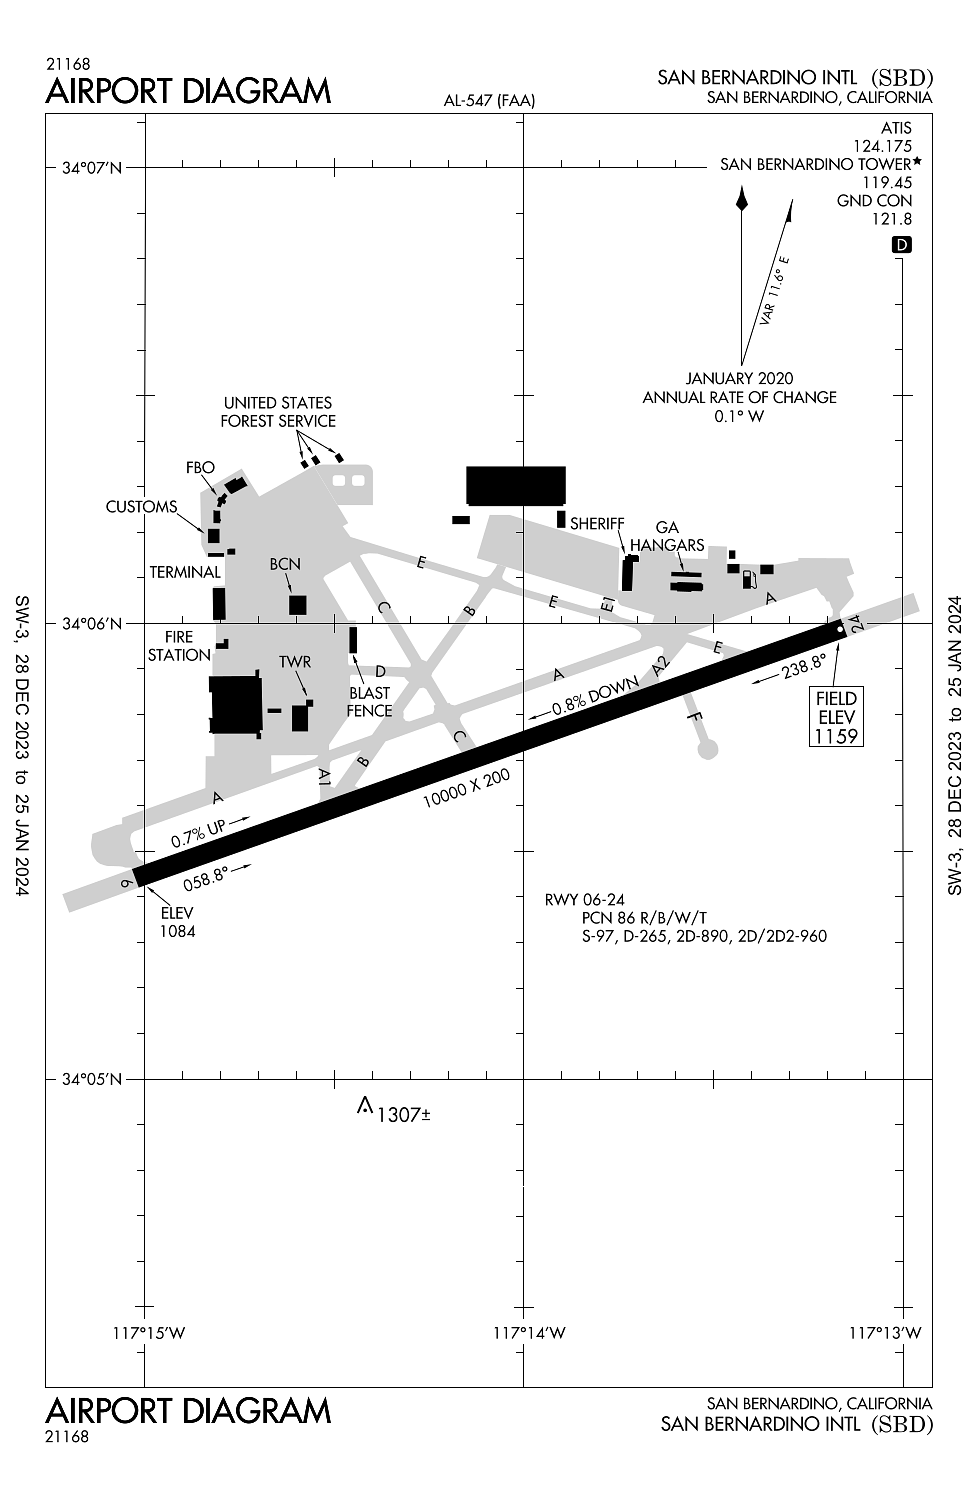 21168
AIRPORT DIAGRAM
AL-547 (FAA)
SAN BERNARDINO INTL (SBD)
SAN BERNARDINO, CALIFORNIA
ATIS
124.175
SAN BERNARDINO TOWER★
119.45
GND CON
121.8
D
34°07'N
VAR 11.6° E
JANUARY 2020
ANNUAL RATE OF CHANGE
0.1° W
UNITED STATES
FOREST SERVICE
FBO
CUSTOMS
TERMINAL
BCN
SHERIFF
GA
HANGARS
E
C
B
E
E1
A
34°06'N
24
FIRE
STATION
TWR
D
BLAST
FENCE
A
A2
E
238.8°
0.8% DOWN
FIELD
ELEV
1159
F
C
B
A1
A
10000 X 200
0.7% UP
058.8°
6
ELEV
1084
RWY 06-24
PCN 86 R/B/W/T
S-97, D-265, 2D-890, 2D/2D2-960
34°05'N
1307±
117°15'W
117°14'W
117°13'W
SW-3, 28 DEC 2023 to 25 JAN 2024
SW-3, 28 DEC 2023 to 25 JAN 2024
AIRPORT DIAGRAM
21168
SAN BERNARDINO, CALIFORNIA
SAN BERNARDINO INTL (SBD)